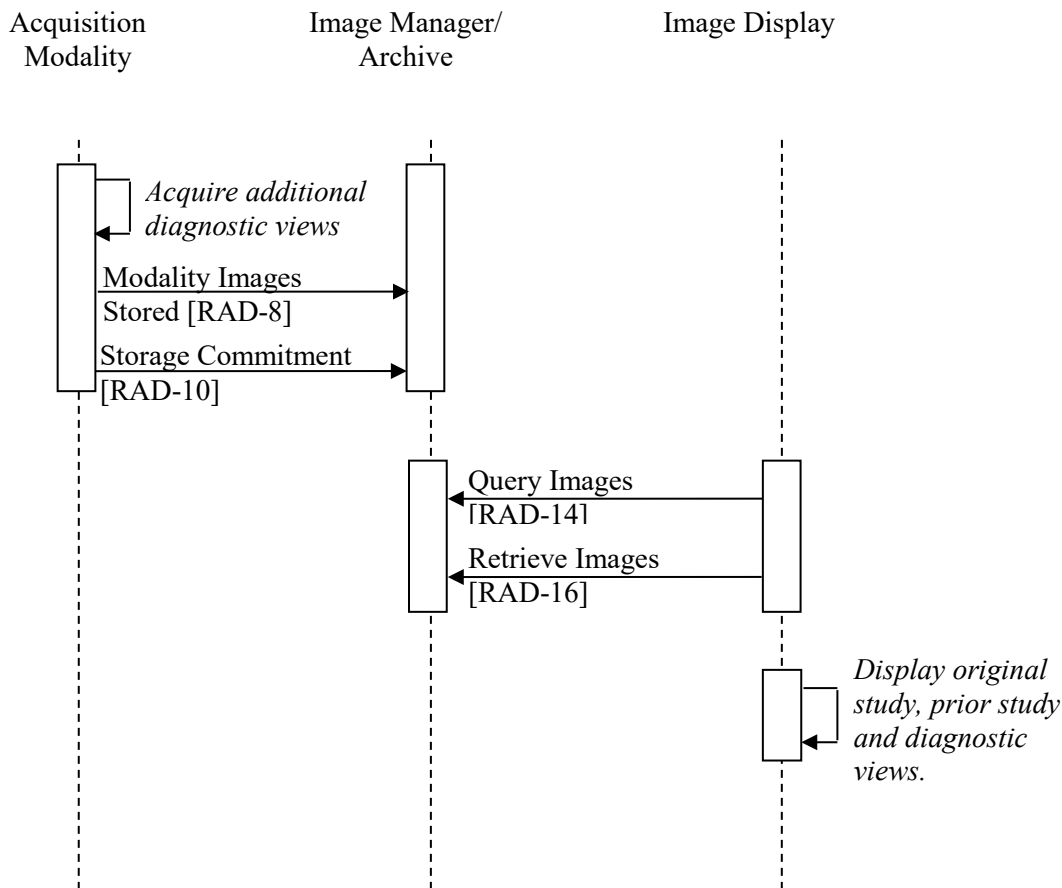 Acquisition
Modality
Image Manager/
Archive
Image Display
Acquire additional
diagnostic views
Modality Images
Stored [RAD-8]
Storage Commitment
[RAD-10]
Query Images
[RAD-14]
Retrieve Images
[RAD-16]
Display original
study, prior study
and diagnostic
views.